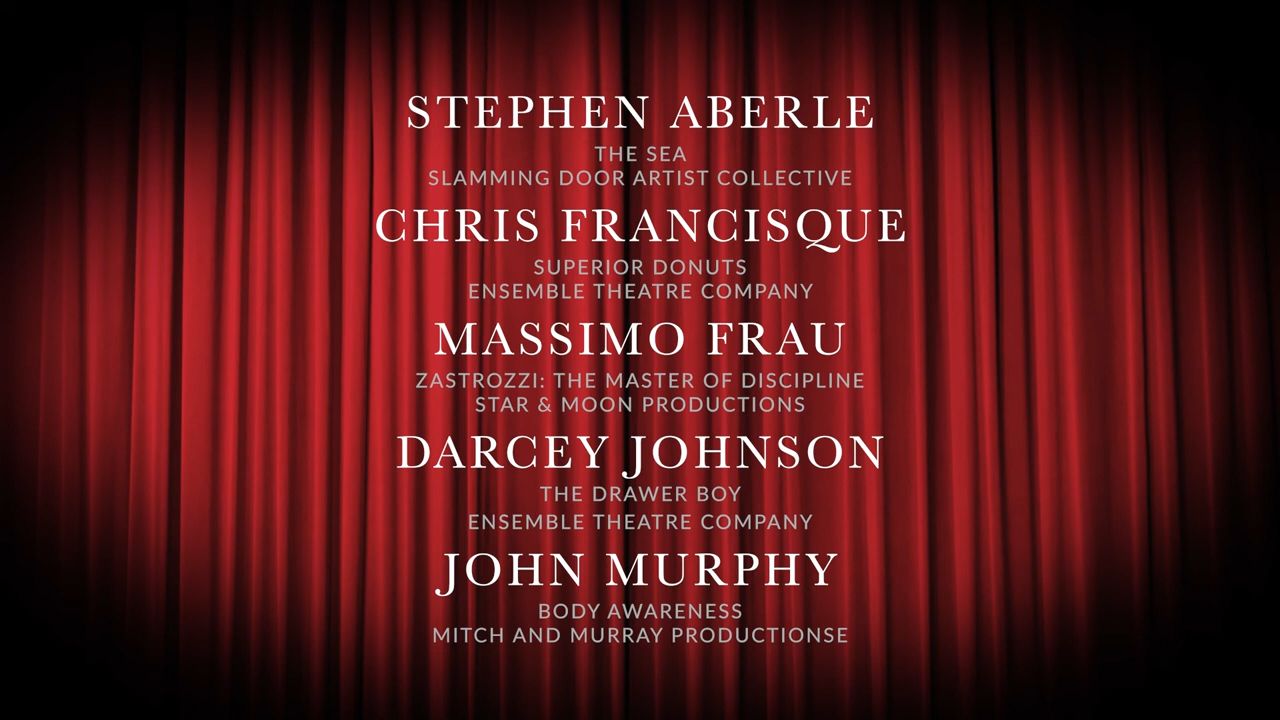 STEPHEN ABERLE
THE SEA
SLAMMING DOOR ARTIST COLLECTIVE
CHRIS FRANCISQUE
SUPERIOR DONUTS
ENSEMBLE THEATRE COMPANY
MASSIMO FRAU
ZASTROZZI: THE MASTER OF DISCIPLINE
STAR & MOON PRODUCTIONS
DARCEY JOHNSON
THE DRAWER BOY
ENSEMBLE THEATRE COMPANY
JOHN MURPHY
BODY AWARENESS
MITCH AND MURRAY PRODUCTIONSE